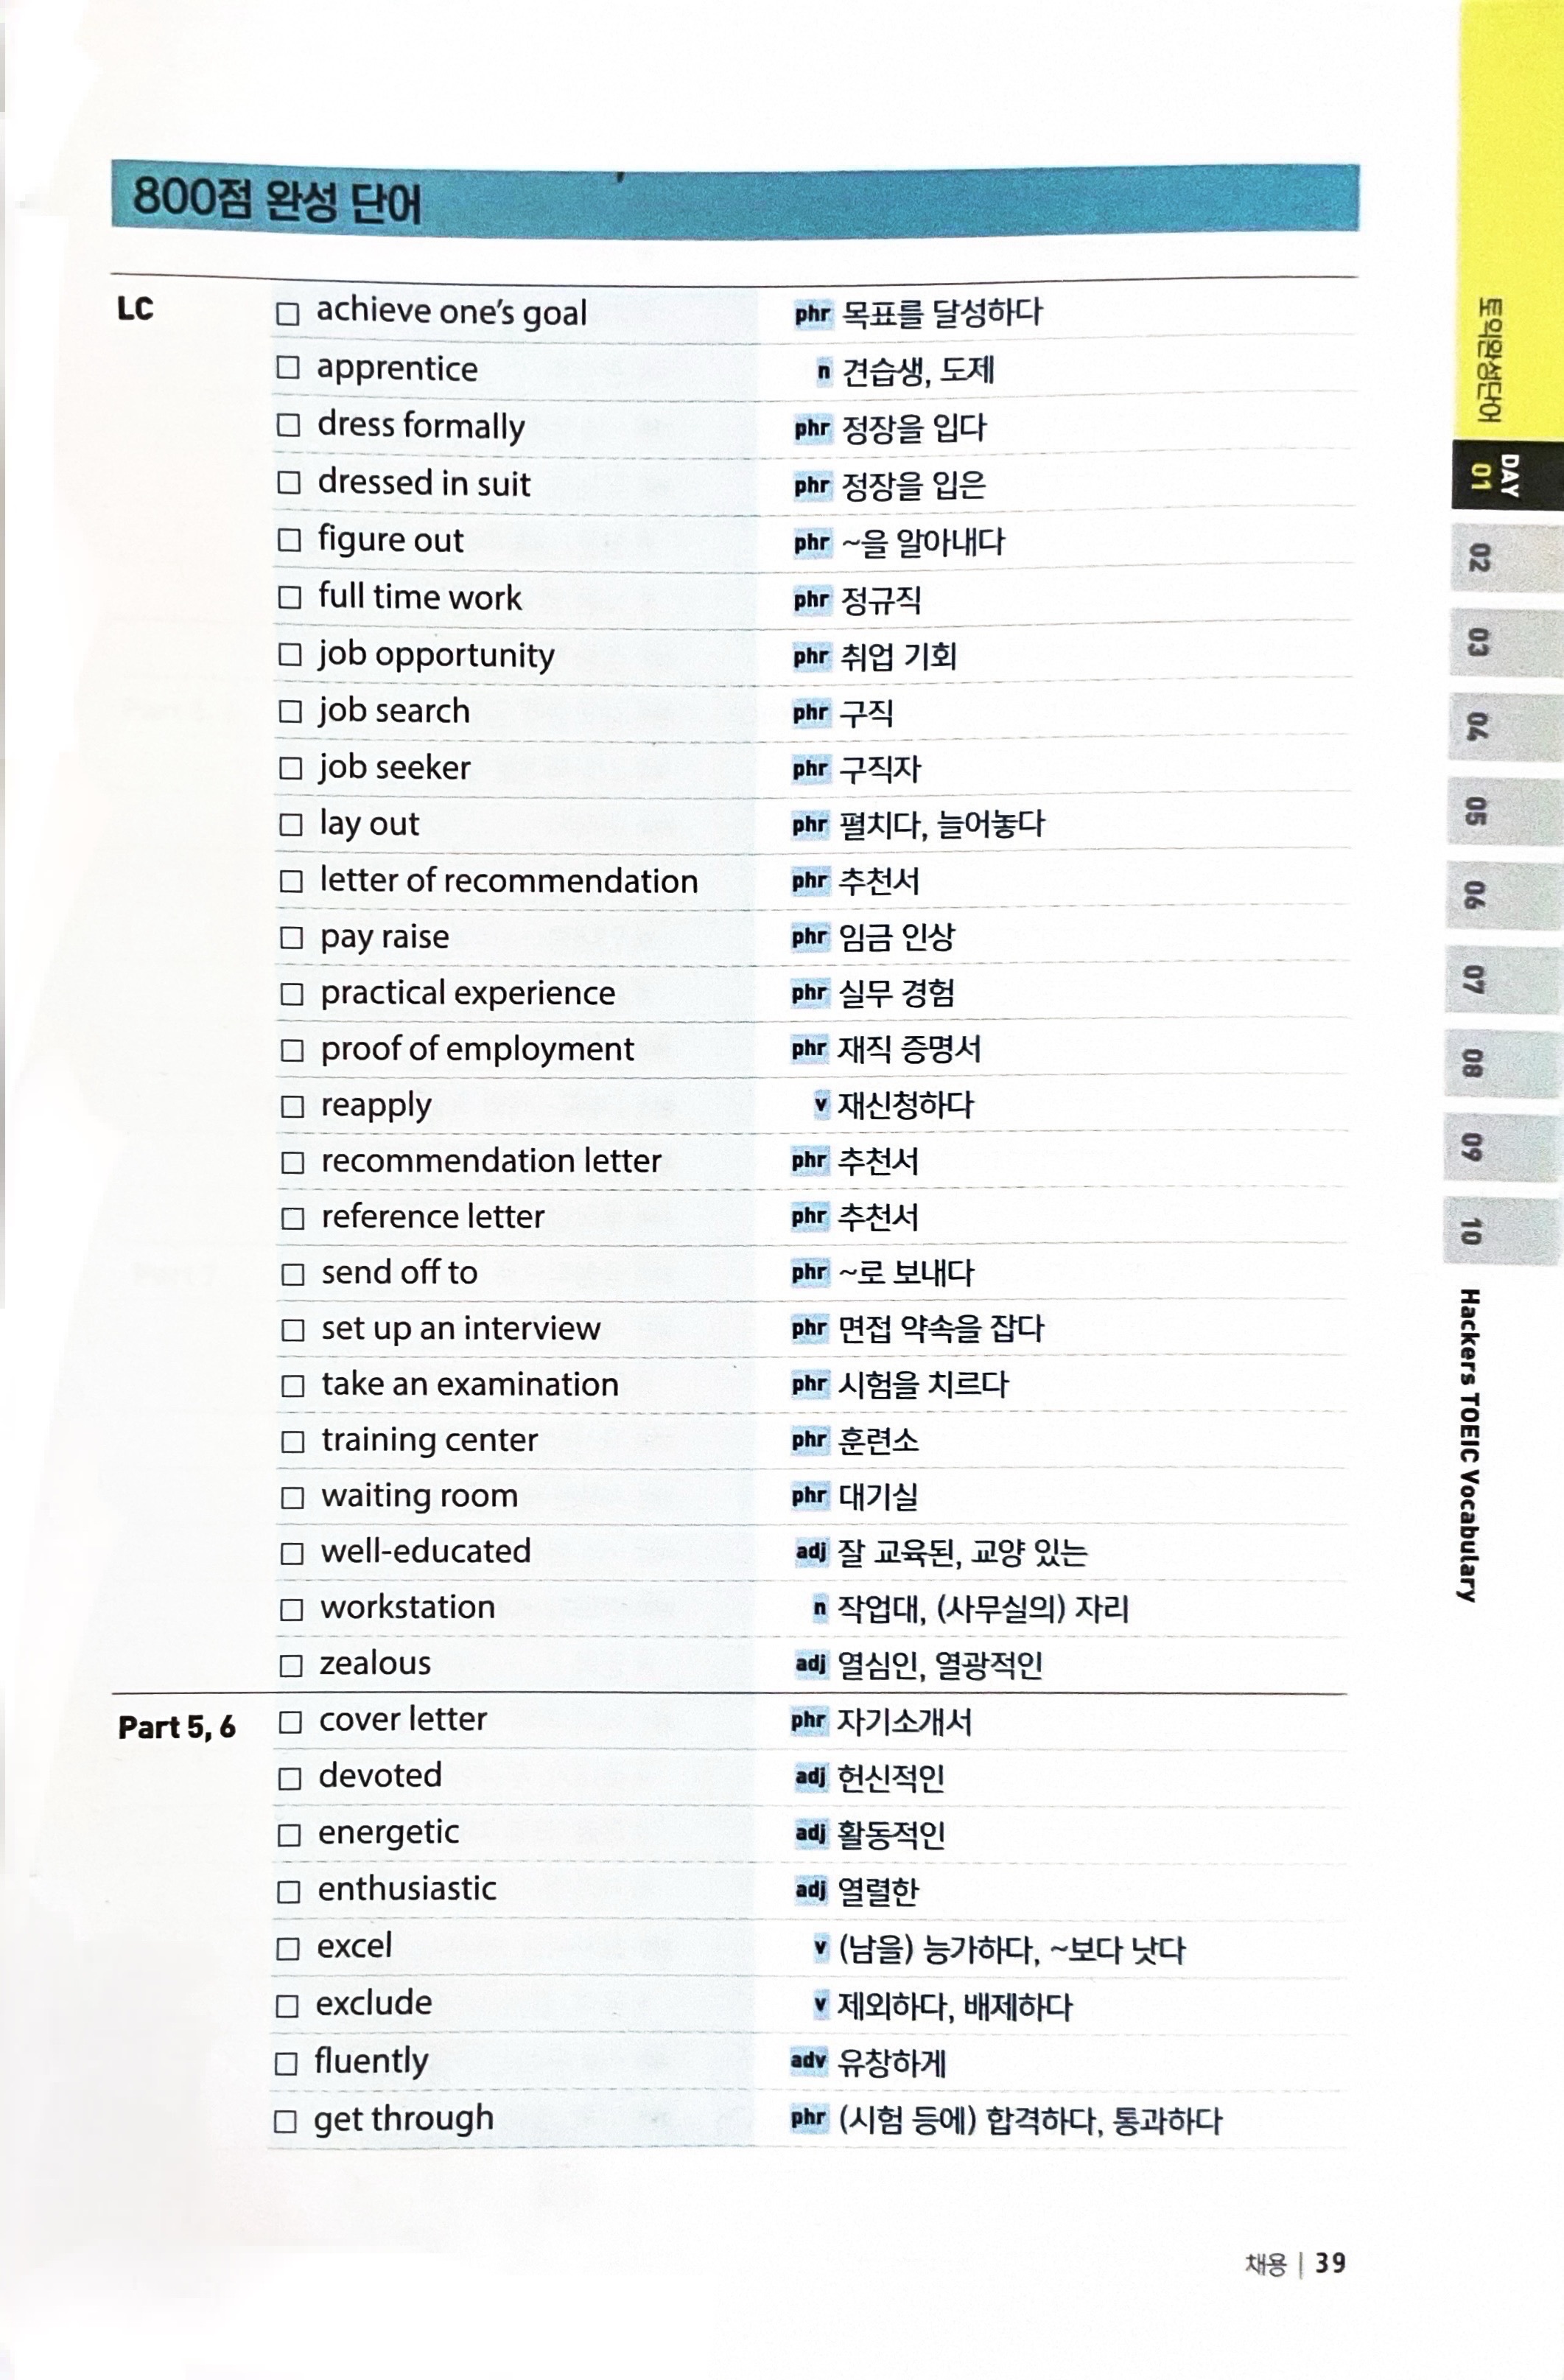 800점 완성 단어
LC
□ achieve one's goal phr 목표를 달성하다
□ apprentice n 견습생, 도제
□ dress formally phr 정장을 입다
□ dressed in suit phr 정장을 입은
□ figure out phr ~을 알아내다
□ full time work phr 정규직
□ job opportunity phr 취업 기회
□ job search phr 구직
□ job seeker phr 구직자
□ lay out phr 펼치다, 늘어놓다
□ letter of recommendation phr 추천서
□ pay raise phr 임금 인상
□ practical experience phr 실무 경험
□ proof of employment phr 재직 증명서
□ reapply v 재신청하다
□ recommendation letter phr 추천서
□ reference letter phr 추천서
□ send off to phr ~로 보내다
□ set up an interview phr 면접 약속을 잡다
□ take an examination phr 시험을 치르다
□ training center phr 훈련소
□ waiting room phr 대기실
□ well-educated adj 잘 교육된, 교양 있는
□ workstation n 작업대, (사무실의) 자리
□ zealous adj 열심인, 열광적인
Part 5, 6
□ cover letter phr 자기소개서
□ devoted adj 헌신적인
□ energetic adj 활동적인
□ enthusiastic adj 열렬한
□ excel v (남을) 능가하다, ~보다 낫다
□ exclude v 제외하다, 배제하다
□ fluently adv 유창하게
□ get through phr (시험 등에) 합격하다, 통과하다
채용 | 39
토익완성단어
DAY
01
02
03
04
05
06
07
08
09
10
Hackers TOEIC Vocabulary